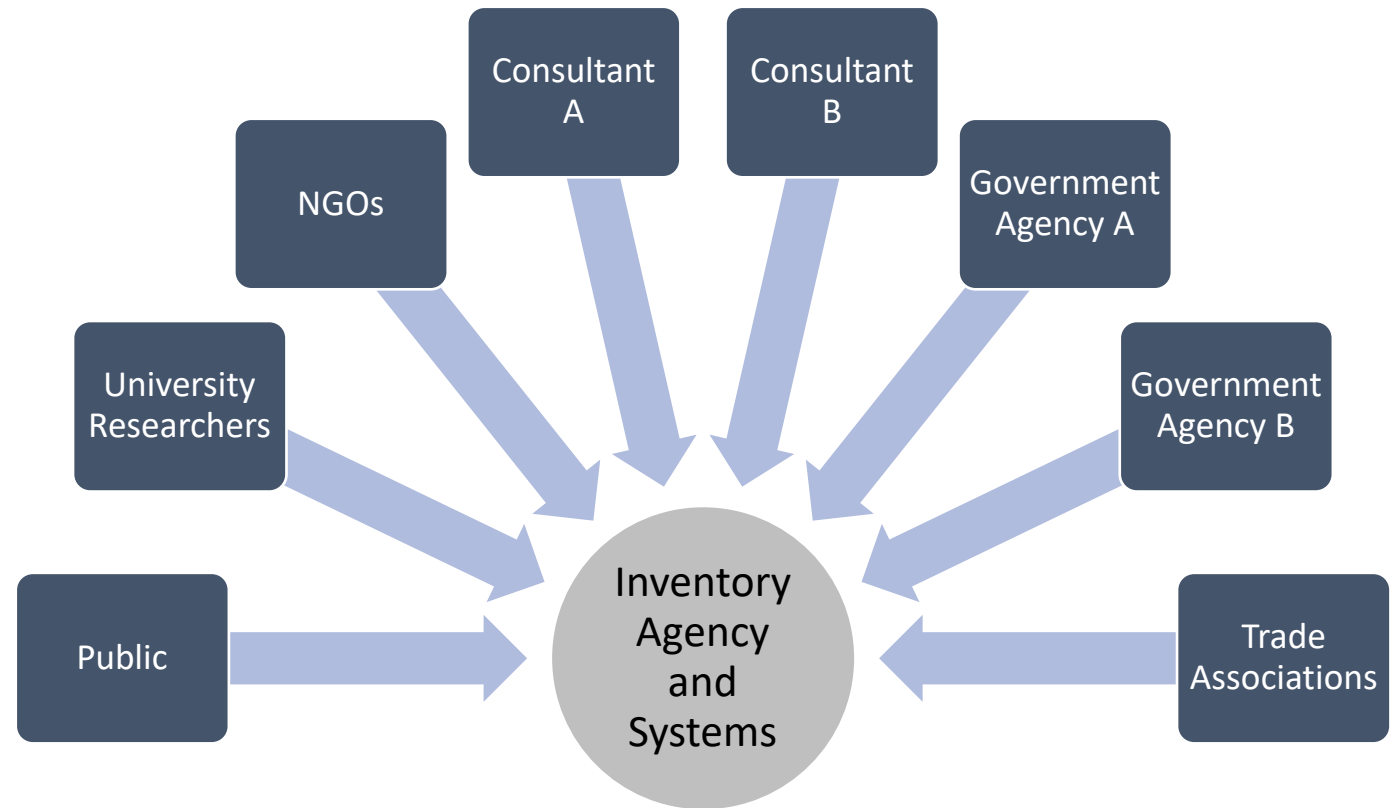 Consultant
A
Consultant
B
NGOs
Government
Agency A
University
Researchers
Government
Agency B
Public
Inventory
Agency
and
Systems
Trade
Associations